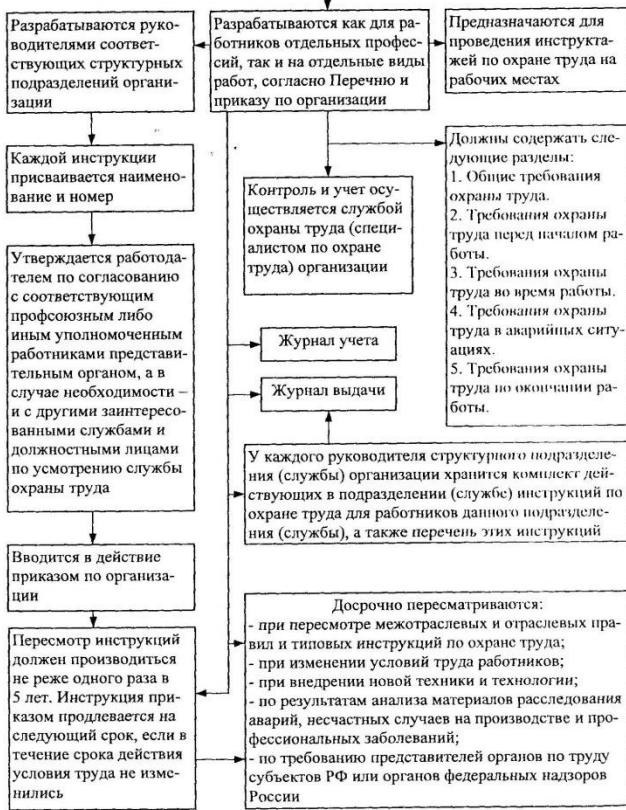 Разрабатываются руко-
водителями соответ-
ствующих структурных
подразделений органи-
зации
Разрабатываются как для ра-
ботников отдельных профес-
сий, так и на отдельные виды
работ, согласно Перечню и
приказу по организации
Предназначаются для
проведения инструкта-
жей по охране труда на
рабочих местах
Каждой инструкции
присваивается наимено-
вание и номер
Контроль и учет осу-
ществляется службой
охраны труда (специа-
листом по охране
труда) организации
Должны содержать сле-
дующие разделы:
1. Общие требования
охраны труда.
2. Требования охраны
труда перед началом ра-
боты.
3. Требования охраны
труда во время работы.
4. Требования охраны
труда в аварийных ситу-
ациях.
5. Требования охраны
труда по окончании ра-
боты.
Утверждается работода-
телем по согласованию
с соответствующим
профсоюзным либо
иным уполномоченным
работниками представи-
тельным органом, а в
случае необходимости –
и с другими заинтересо-
ванными службами и
должностными лицами
по усмотрению службы
охраны труда
Журнал учета
Журнал выдачи
У каждого руководителя структурного подразделе-
ния (службы) организации хранится комплект дей-
ствующих в подразделении (службе) инструкций по
охране труда для работников данного подразделе-
ния (службы), а также перечень этих инструкций
Вводится в действие
приказом по организа-
ции
Пересмотр инструкций
должен производиться
не реже одного раза в
5 лет. Инструкция при-
казом продлевается на
следующий срок, если в
течение срока действия
условия труда не изме-
нились
Досрочно пересматриваются:
- при пересмотре межотраслевых и отраслевых пра-
вил и типовых инструкций по охране труда;
- при изменении условий труда работников;
- при внедрении новой техники и технологии;
- по результатам анализа материалов расследования
аварий, несчастных случаев на производстве и про-
фессиональных заболеваний;
- по требованию представителей органов по труду
субъектов РФ или органов федеральных надзоров
России